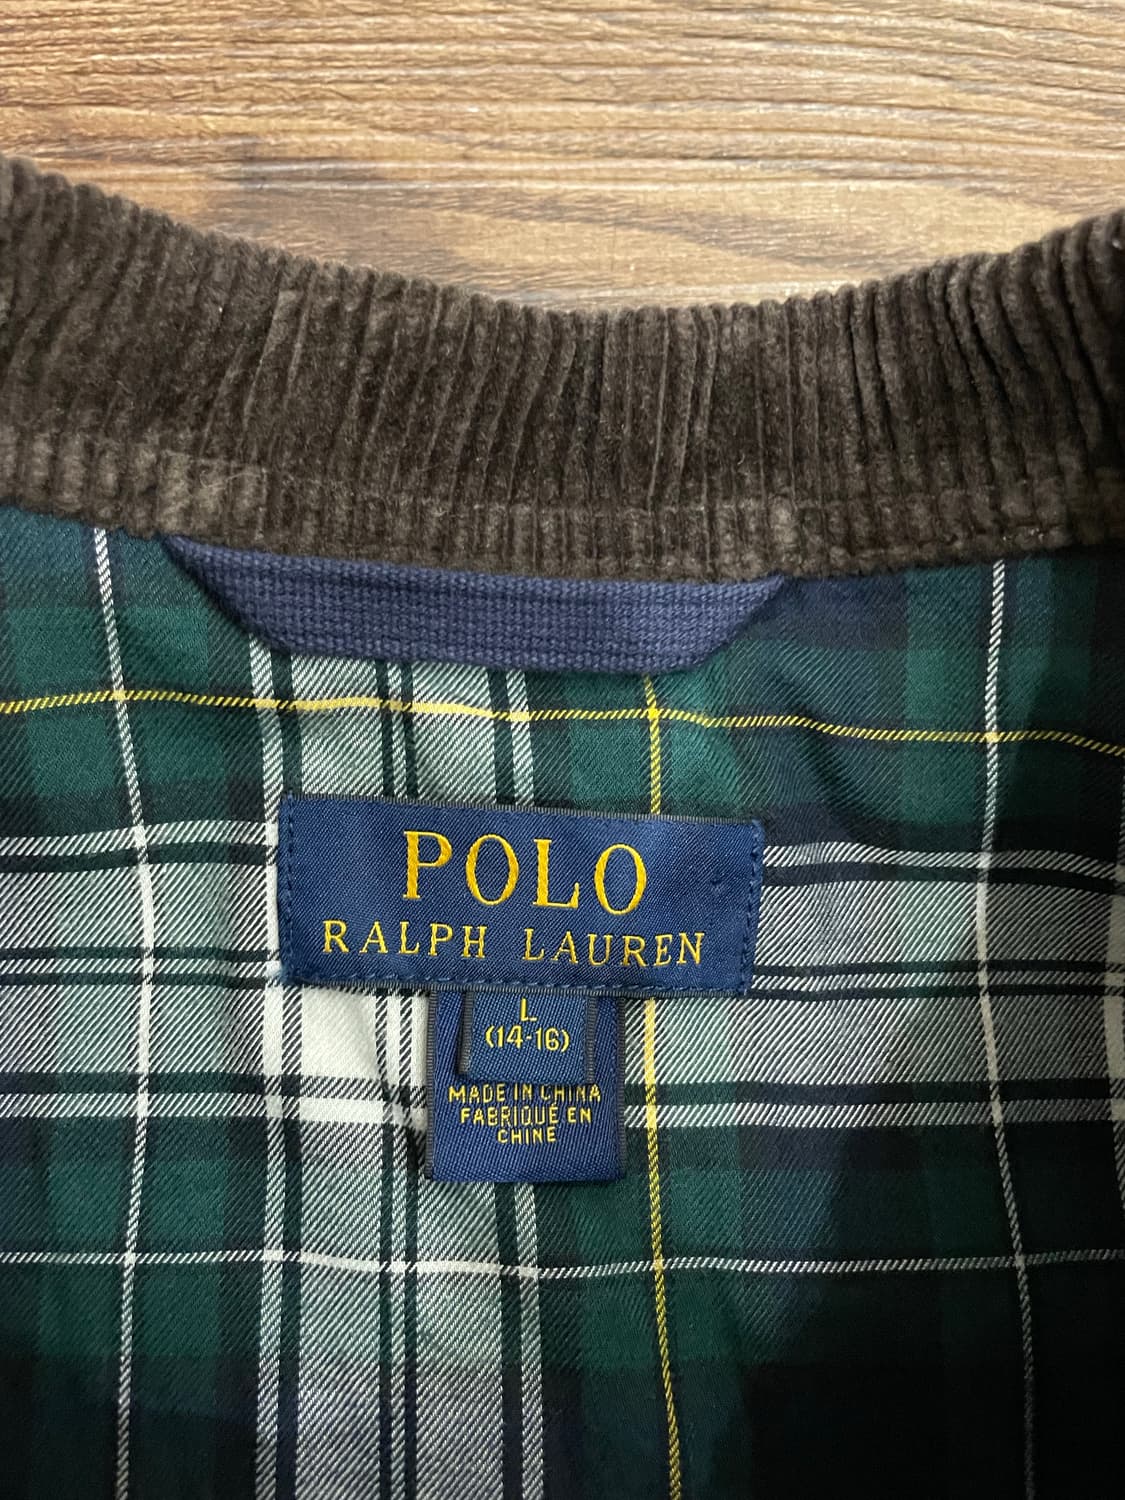 POLO
RALPH LAUREN
L
(14-16)
MADE IN CHINA
FABRIQUÉ EN
CHINE